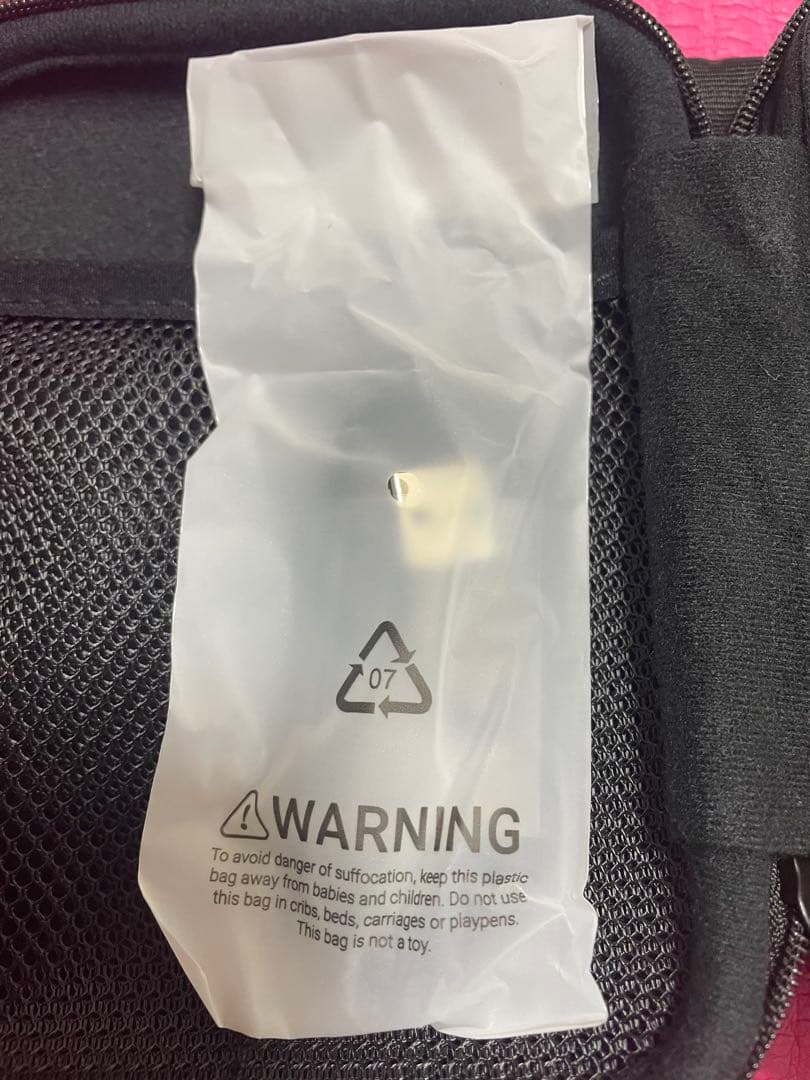 07
WARNING
To avoid danger of suffocation, keep this plastic
bag away from babies and children. Do not use
this bag in cribs, beds, carriages or playpens.
This bag is not a toy.